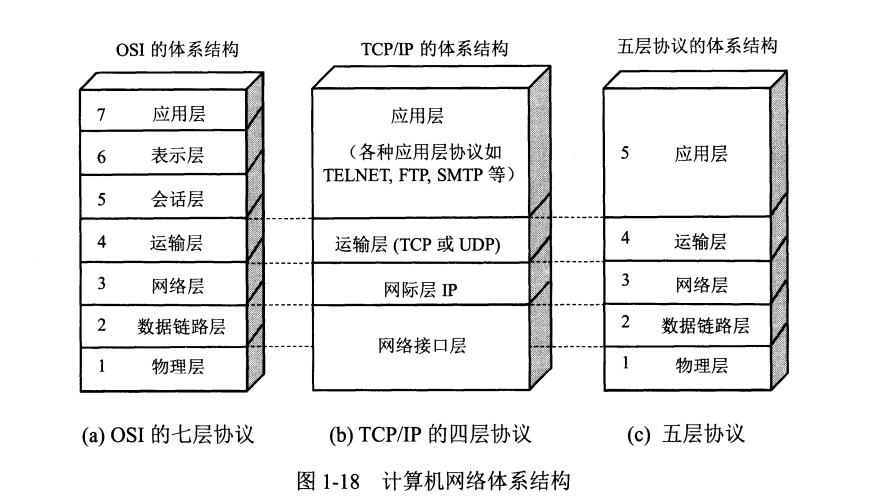 OSI 的体系结构
7 应用层
6 表示层
5 会话层
4 运输层
3 网络层
2 数据链路层
1 物理层
(a) OSI 的七层协议
TCP/IP 的体系结构
应用层
（各种应用层协议如
TELNET, FTP, SMTP 等）
运输层 (TCP 或 UDP)
网际层 IP
网络接口层
(b) TCP/IP 的四层协议
五层协议的体系结构
5 应用层
4 运输层
3 网络层
2 数据链路层
1 物理层
(c) 五层协议
图 1-18 计算机网络体系结构